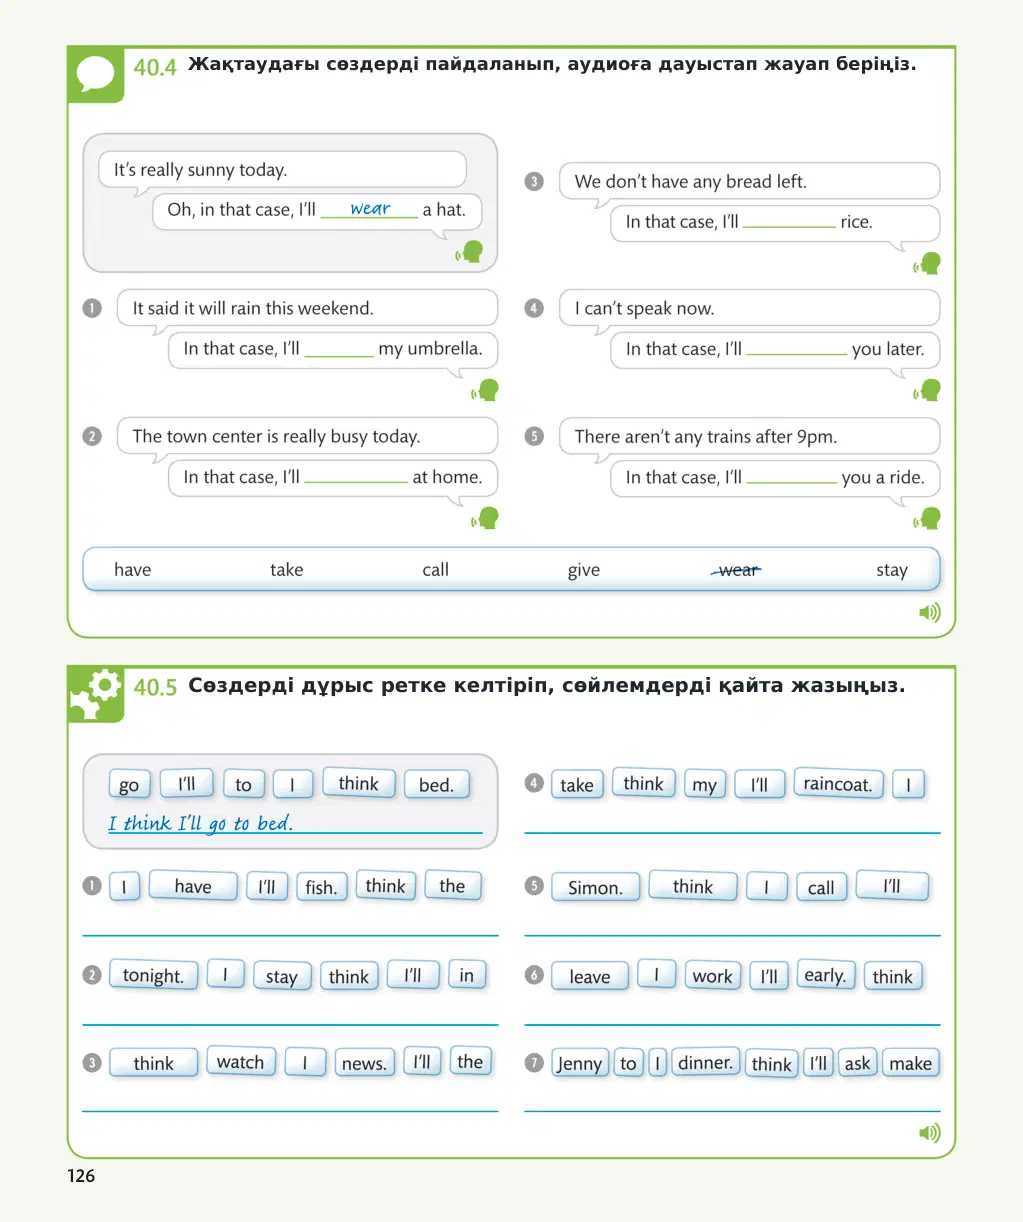 40.4 Жақтаудағы сөздерді пайдаланып, аудиоға дауыстап жауап беріңіз.
It's really sunny today.
Oh, in that case, I'll wear a hat.
1 It said it will rain this weekend.
In that case, I'll ________ my umbrella.
2 The town center is really busy today.
In that case, I'll ________ at home.
3 We don't have any bread left.
In that case, I'll ________ rice.
4 I can't speak now.
In that case, I'll ________ you later.
5 There aren't any trains after 9pm.
In that case, I'll ________ you a ride.
have take call give wear stay
40.5 Сөздерді дұрыс ретке келтіріп, сөйлемдерді қайта жазыңыз.
go I'll to I think bed.
I think I'll go to bed.
1 I have I'll fish. think the
2 tonight. I stay think I'll in
3 think watch I news. I'll the
4 take think my I'll raincoat. I
5 Simon. think I call I'll
6 leave I work I'll early. think
7 Jenny to I dinner. think I'll ask make
126